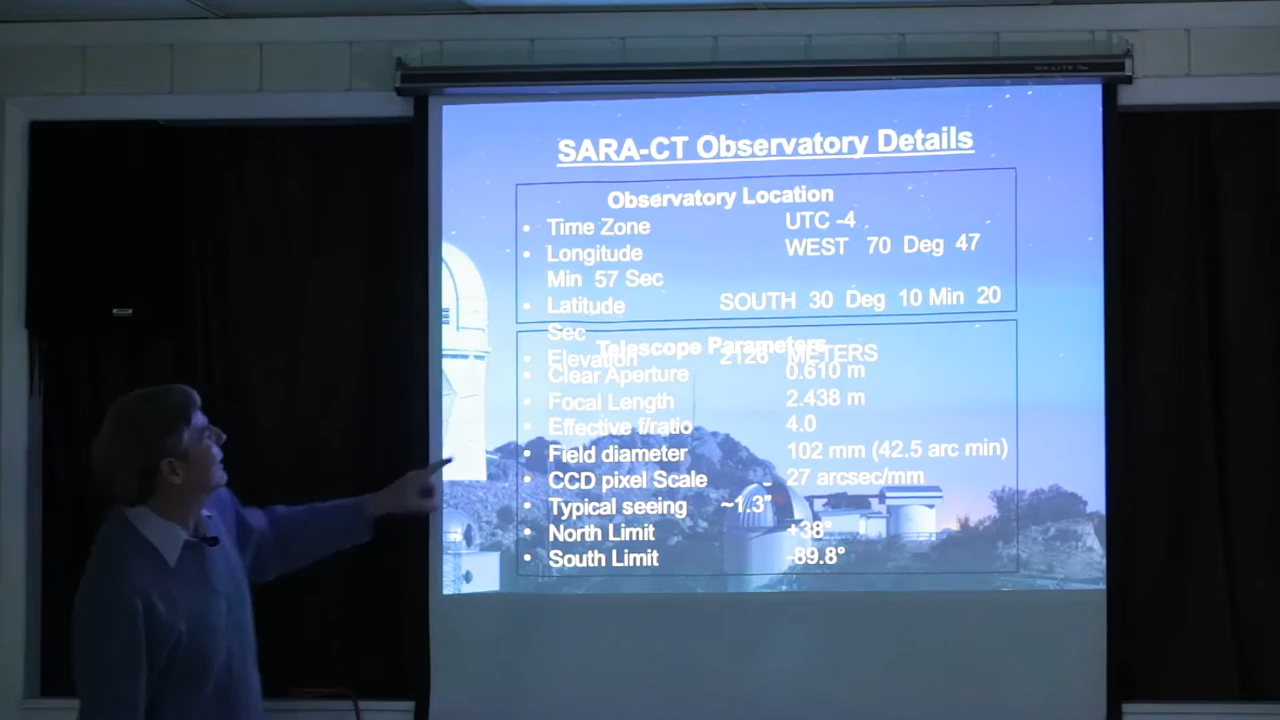 SARA-CT Observatory Details
Observatory Location
• Time Zone UTC -4
• Longitude WEST 70 Deg 47
Min 57 Sec
• Latitude SOUTH 30 Deg 10 Min 20
Sec
Telescope Parameters
• Elevation 2126 METERS
• Clear Aperture 0.610 m
• Focal Length 2.438 m
• Effective f/ratio 4.0
• Field diameter 102 mm (42.5 arc min)
• CCD pixel Scale 27 arcsec/mm
• Typical seeing ~1.3"
• North Limit +38°
• South Limit -89.8°